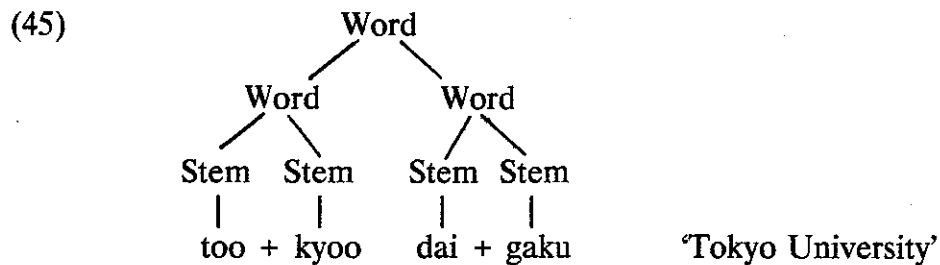 (45) Word
Word Word
Stem Stem Stem Stem
too + kyoo dai + gaku 'Tokyo University'